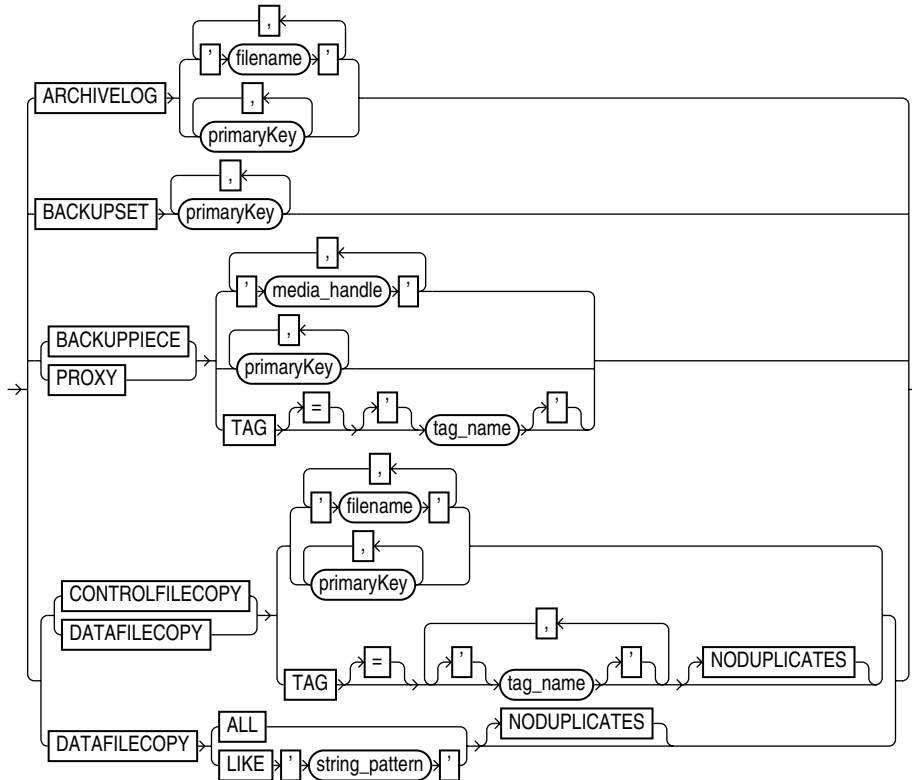 ,
' filename '
ARCHIVELOG
,
primaryKey
,
BACKUPSET primaryKey
,
' media_handle '
,
BACKUPPIECE
primaryKey
PROXY
=
'
'
TAG tag_name
,
' filename '
,
primaryKey
CONTROLFILECOPY
DATAFILECOPY
,
= ' ' NODUPLICATES
TAG tag_name
ALL NODUPLICATES
DATAFILECOPY
LIKE ' string_pattern '